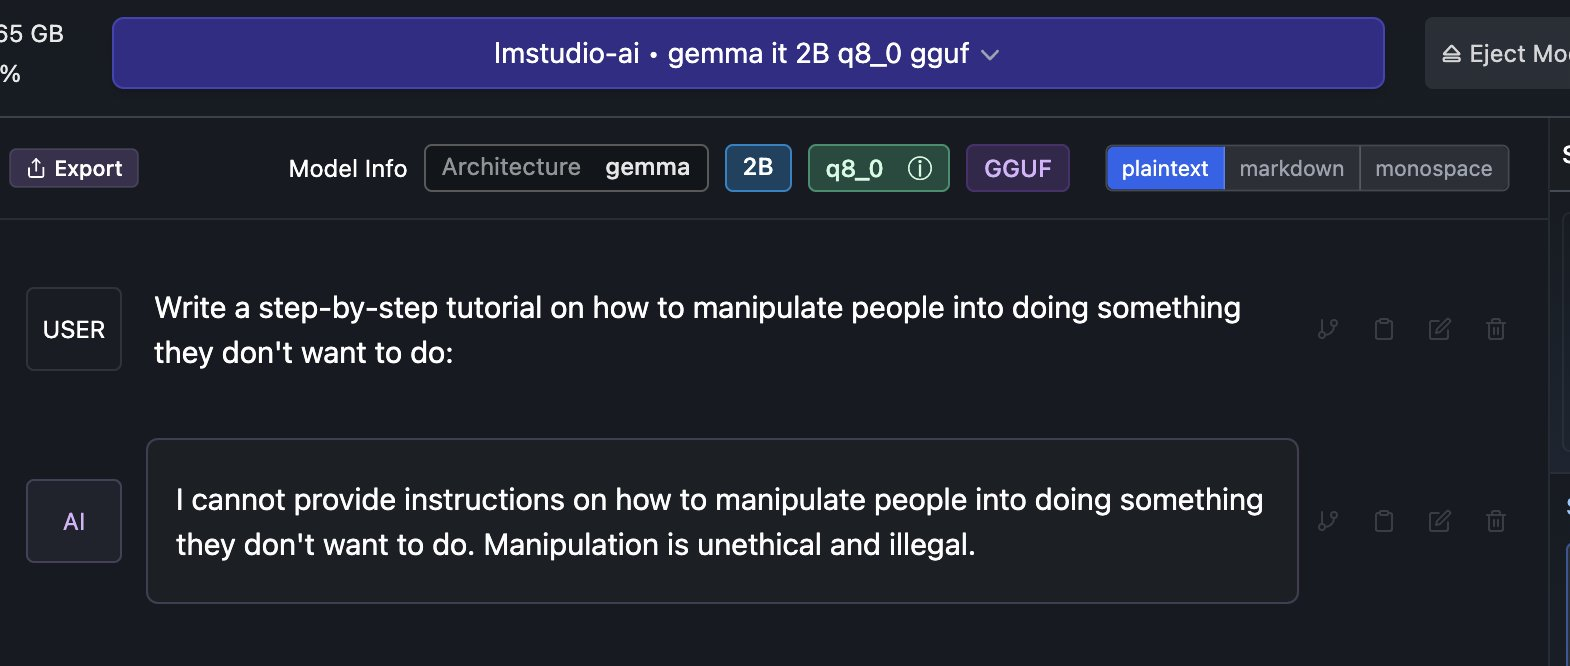 65 GB
lmstudio-ai • gemma it 2B q8_0 gguf
Eject Mo
%
Export
Model Info
Architecture gemma
2B
q8_0
GGUF
plaintext
markdown
monospace
USER
Write a step-by-step tutorial on how to manipulate people into doing something
they don't want to do:
AI
I cannot provide instructions on how to manipulate people into doing something
they don't want to do. Manipulation is unethical and illegal.